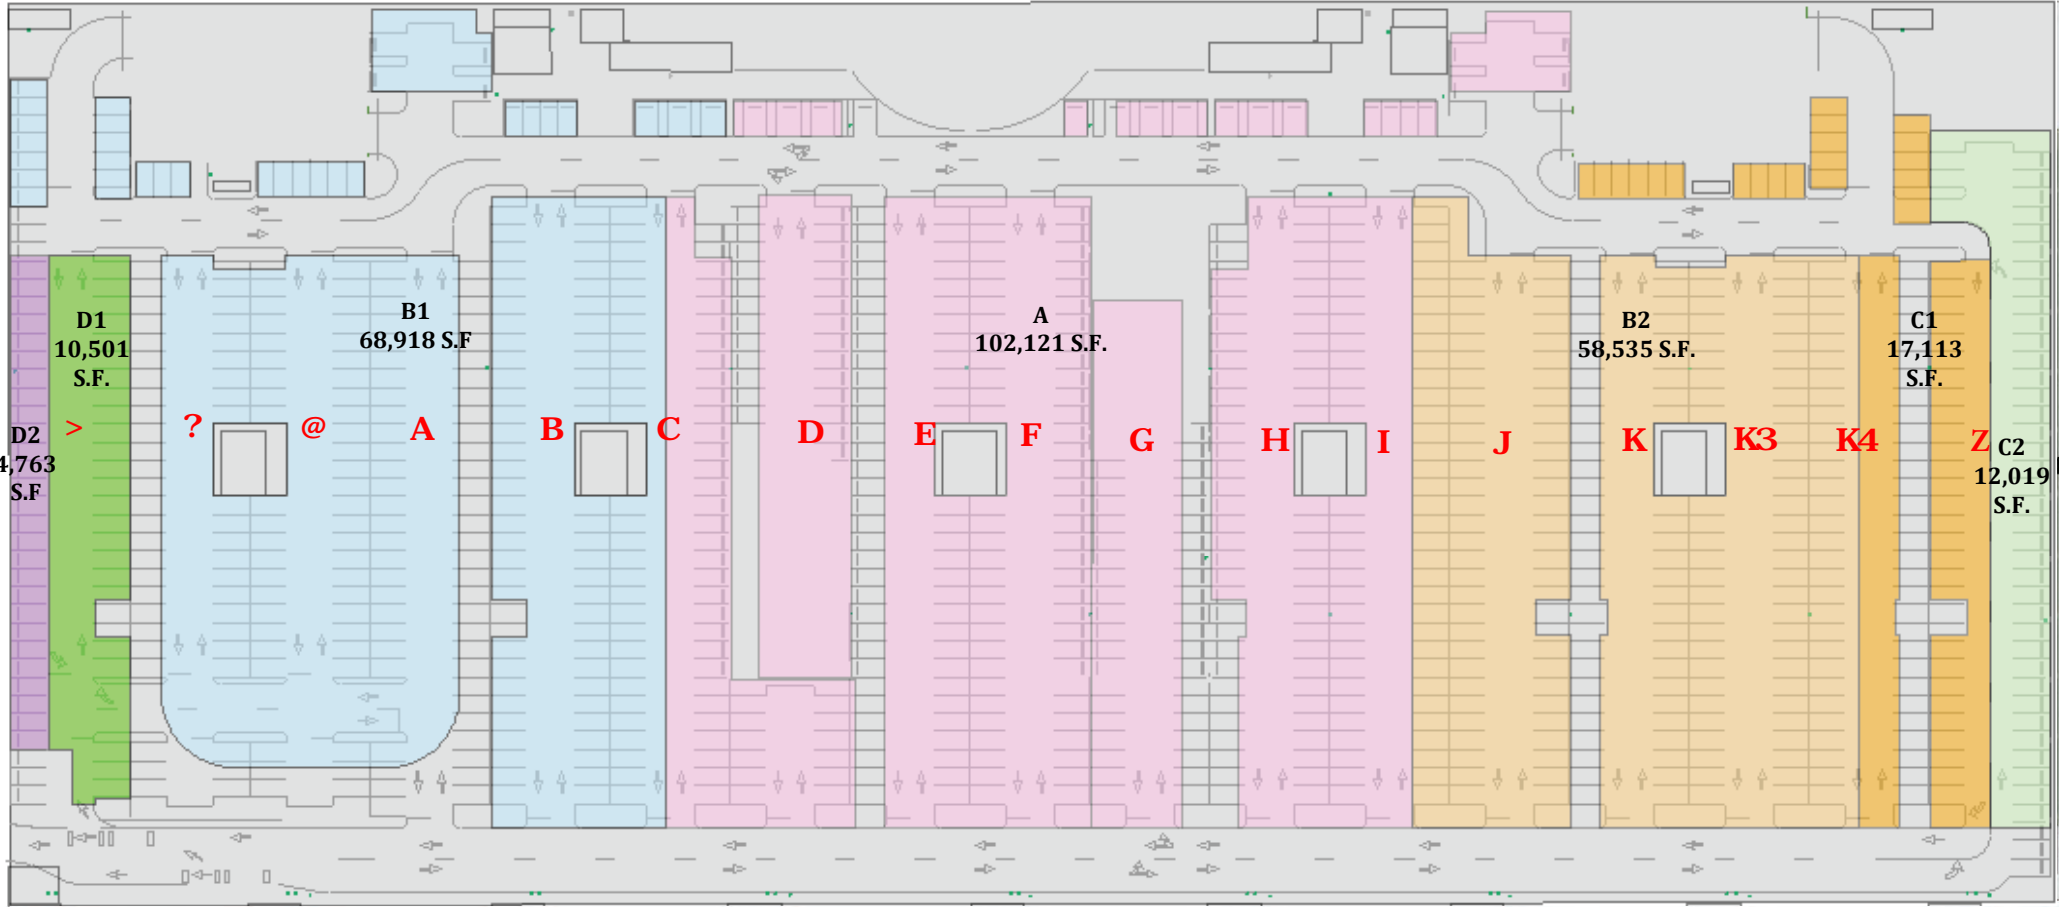 B1
68,918 S.F
A
102,121 S.F.
B2
58,535 S.F.
D1
10,501
S.F.
C1
17,113
S.F.
D2
4,763
S.F
>
?
@
A
B
C
D
E
F
G
H
I
J
K
K3
K4
Z
C2
12,019
S.F.